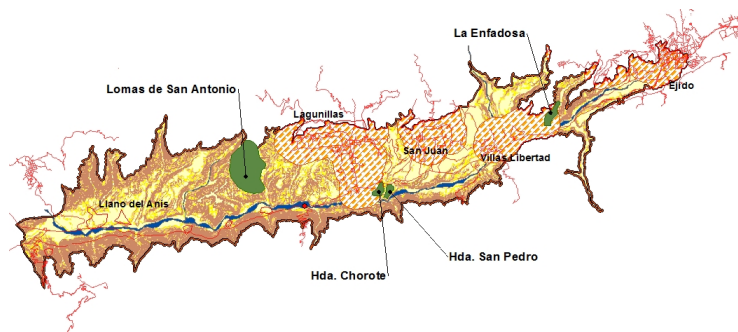 La Enfadosa
Lomas de San Antonio
Ejido
Lagunillas
San Juan
Villas Libertad
Llano del Anis
Hda. San Pedro
Hda. Chorote